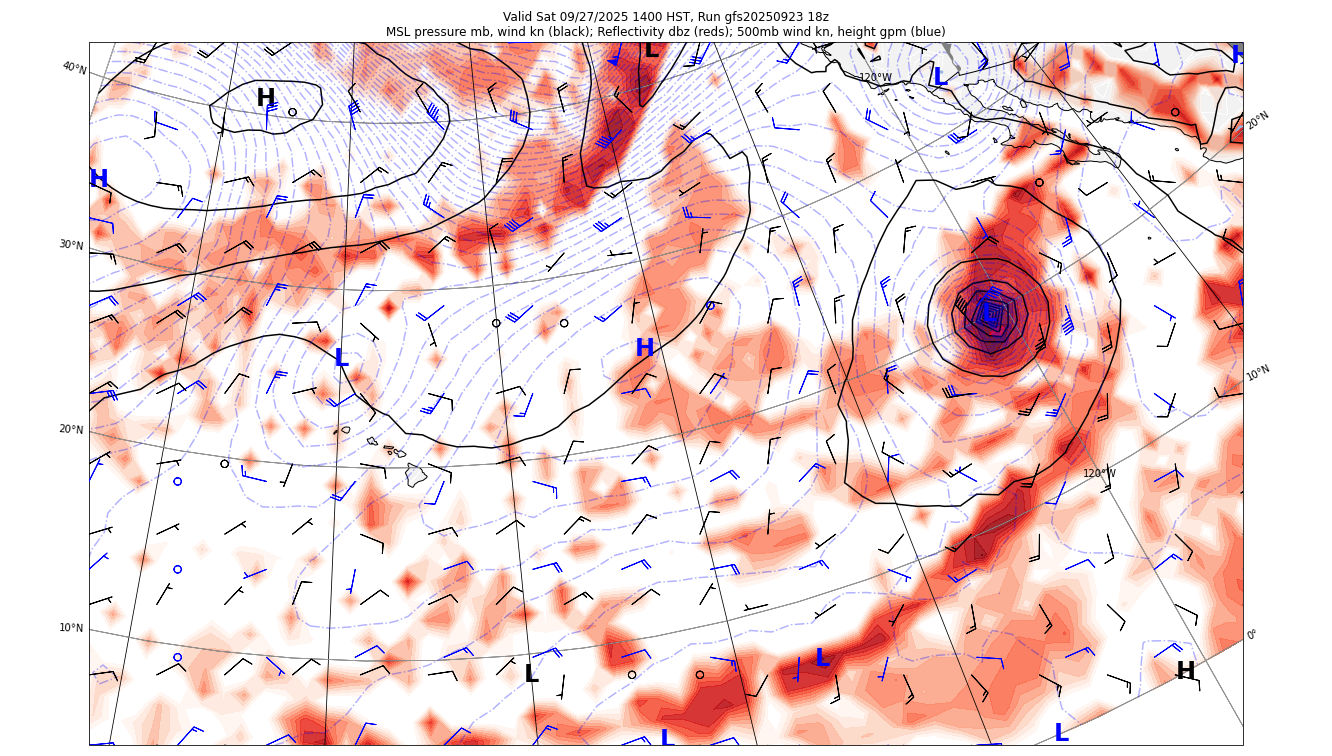 Valid Sat 09/27/2025 1400 HST, Run gfs20250923 18z
MSL pressure mb, wind kn (black); Reflectivity dbz (reds); 500mb wind kn, height gpm (blue)
L
H
40°N
120°W
L
H
20°N
H
30°N
L
L
H
10°N
20°N
120°W
10°N
0°
L
L
H
L
L